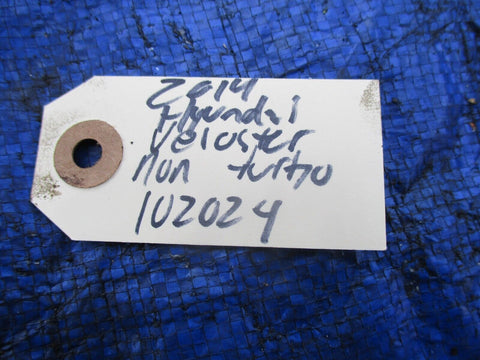 2014
Hyundai
Veloster
non turbo
102024